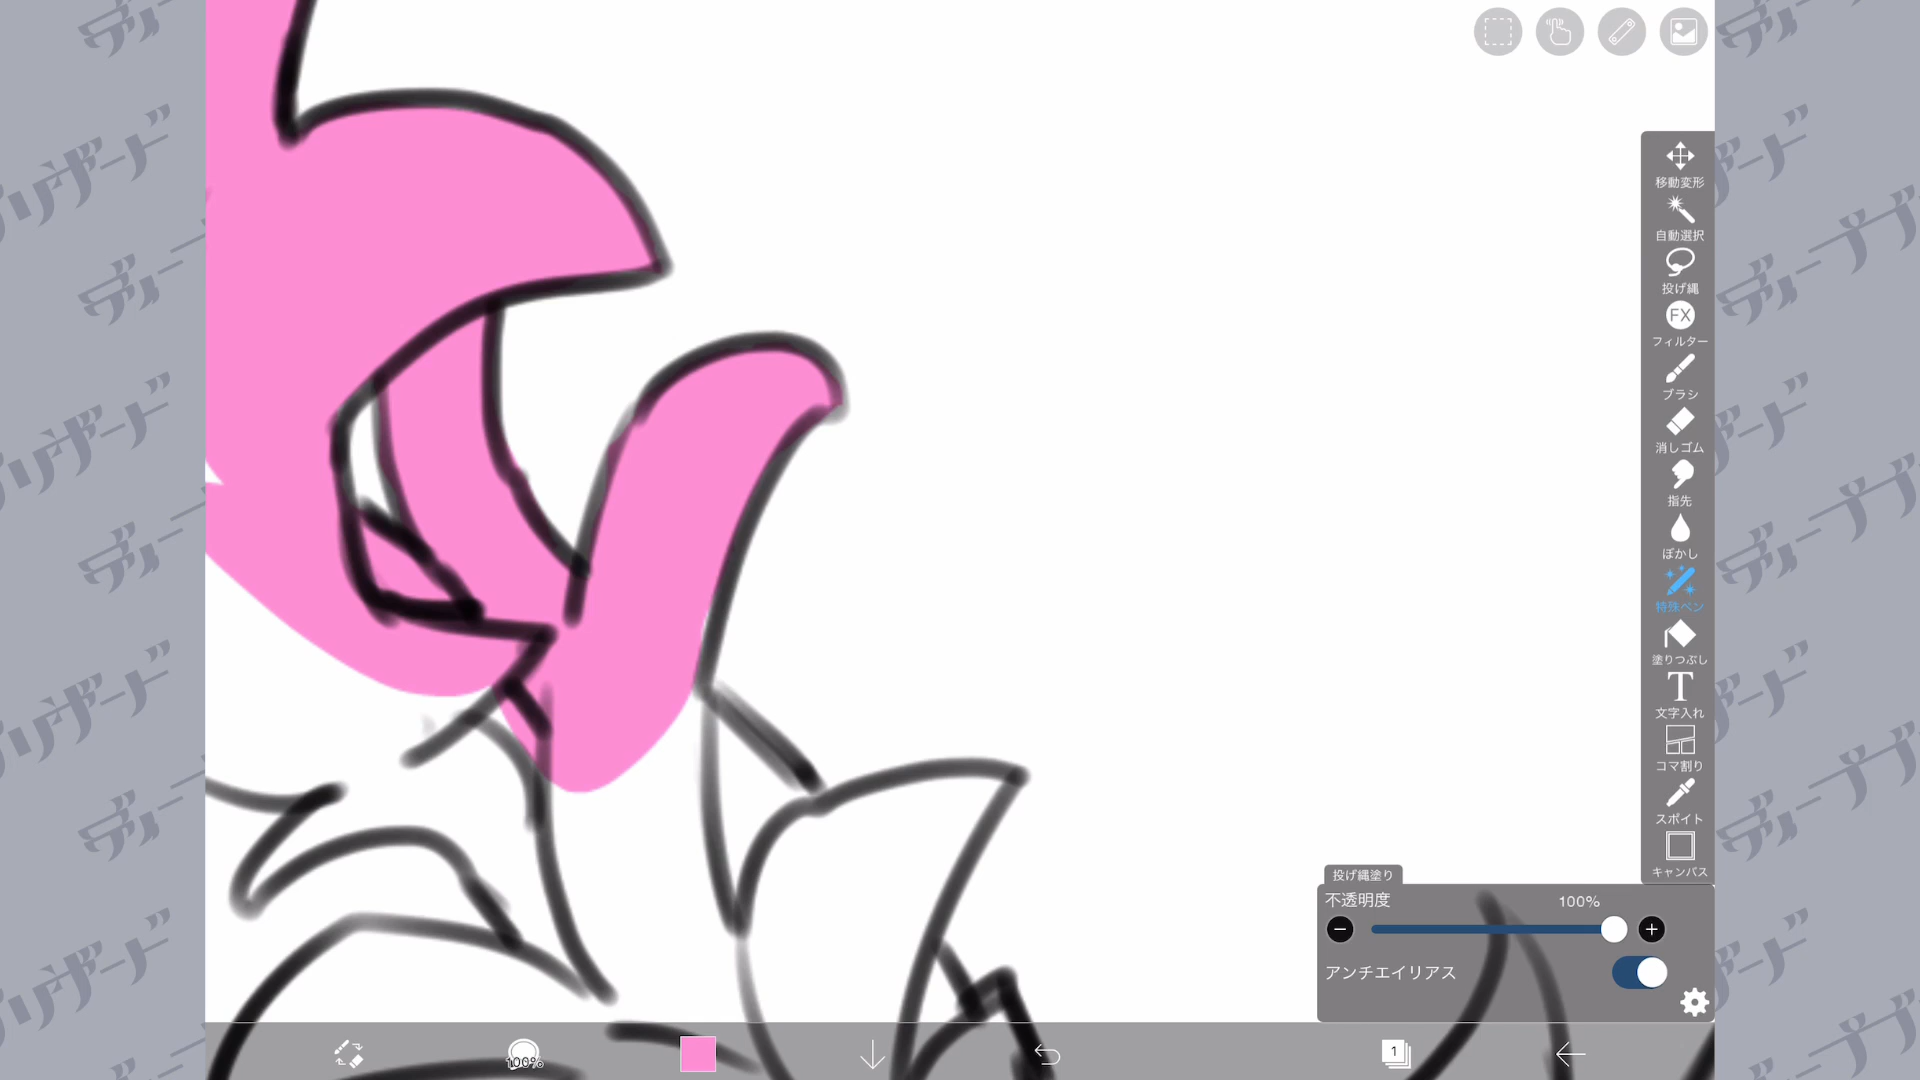 移動変形
自動選択
投げ縄
FX
フィルター
ブラシ
消しゴム
指先
ぼかし
特殊ペン
塗りつぶし
T
文字入れ
コマ割り
スポイト
キャンバス
投げ縄塗り
不透明度
100%
アンチエイリアス
100%
1